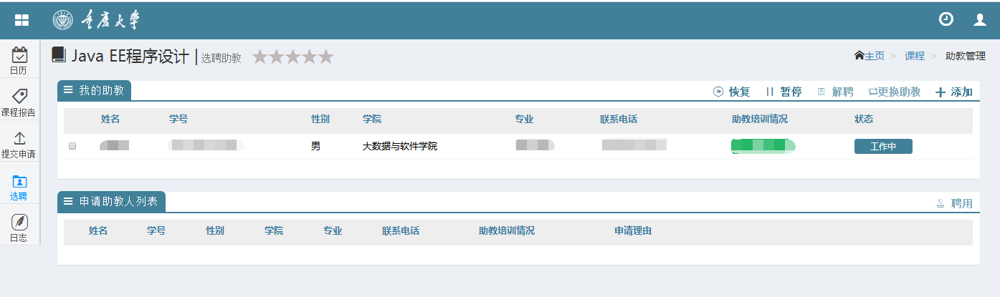 重庆大学
Java EE程序设计 | 选聘助教
主页 > 课程 > 助教管理
日历
课程报告
提交申请
选聘
日志
我的助教
恢复 暂停 解聘 更换助教 添加
姓名 学号 性别 学院 专业 联系电话 助教培训情况 状态
男 大数据与软件学院 工作中
申请助教人列表
聘用
姓名 学号 性别 学院 专业 联系电话 助教培训情况 申请理由